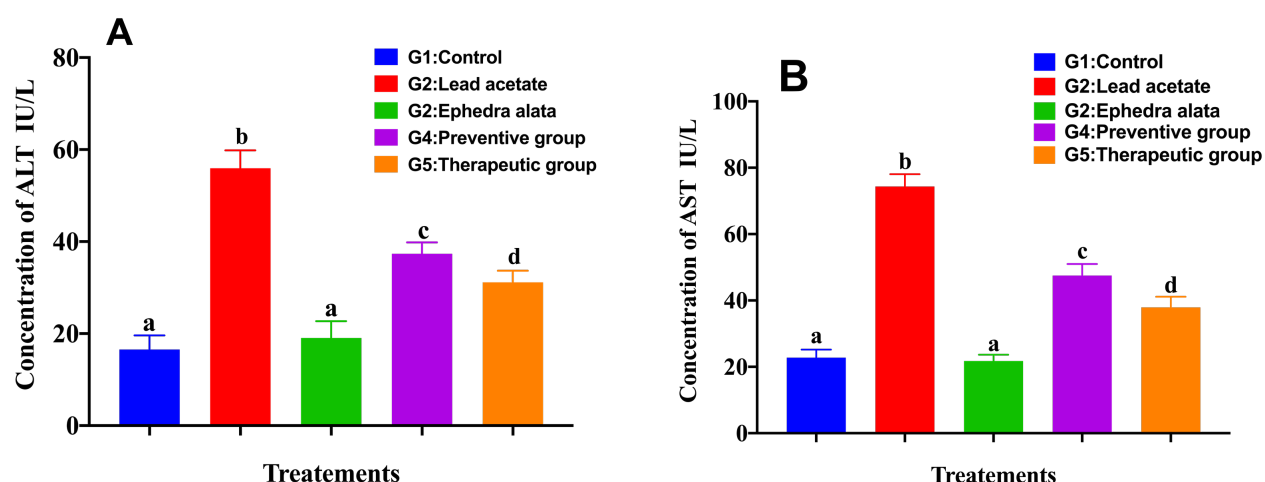 A
Concentration of ALT IU/L
80
60
40
20
0
G1:Control
G2:Lead acetate
G2:Ephedra alata
G4:Preventive group
G5:Therapeutic group
a
b
a
c
d
Treatements
B
Concentration of AST IU/L
100
80
60
40
20
0
G1:Control
G2:Lead acetate
G2:Ephedra alata
G4:Preventive group
G5:Therapeutic group
a
b
a
c
d
Treatements